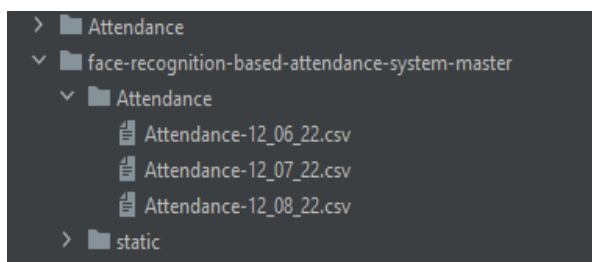 Attendance
face-recognition-based-attendance-system-master
Attendance
Attendance-12_06_22.csv
Attendance-12_07_22.csv
Attendance-12_08_22.csv
static